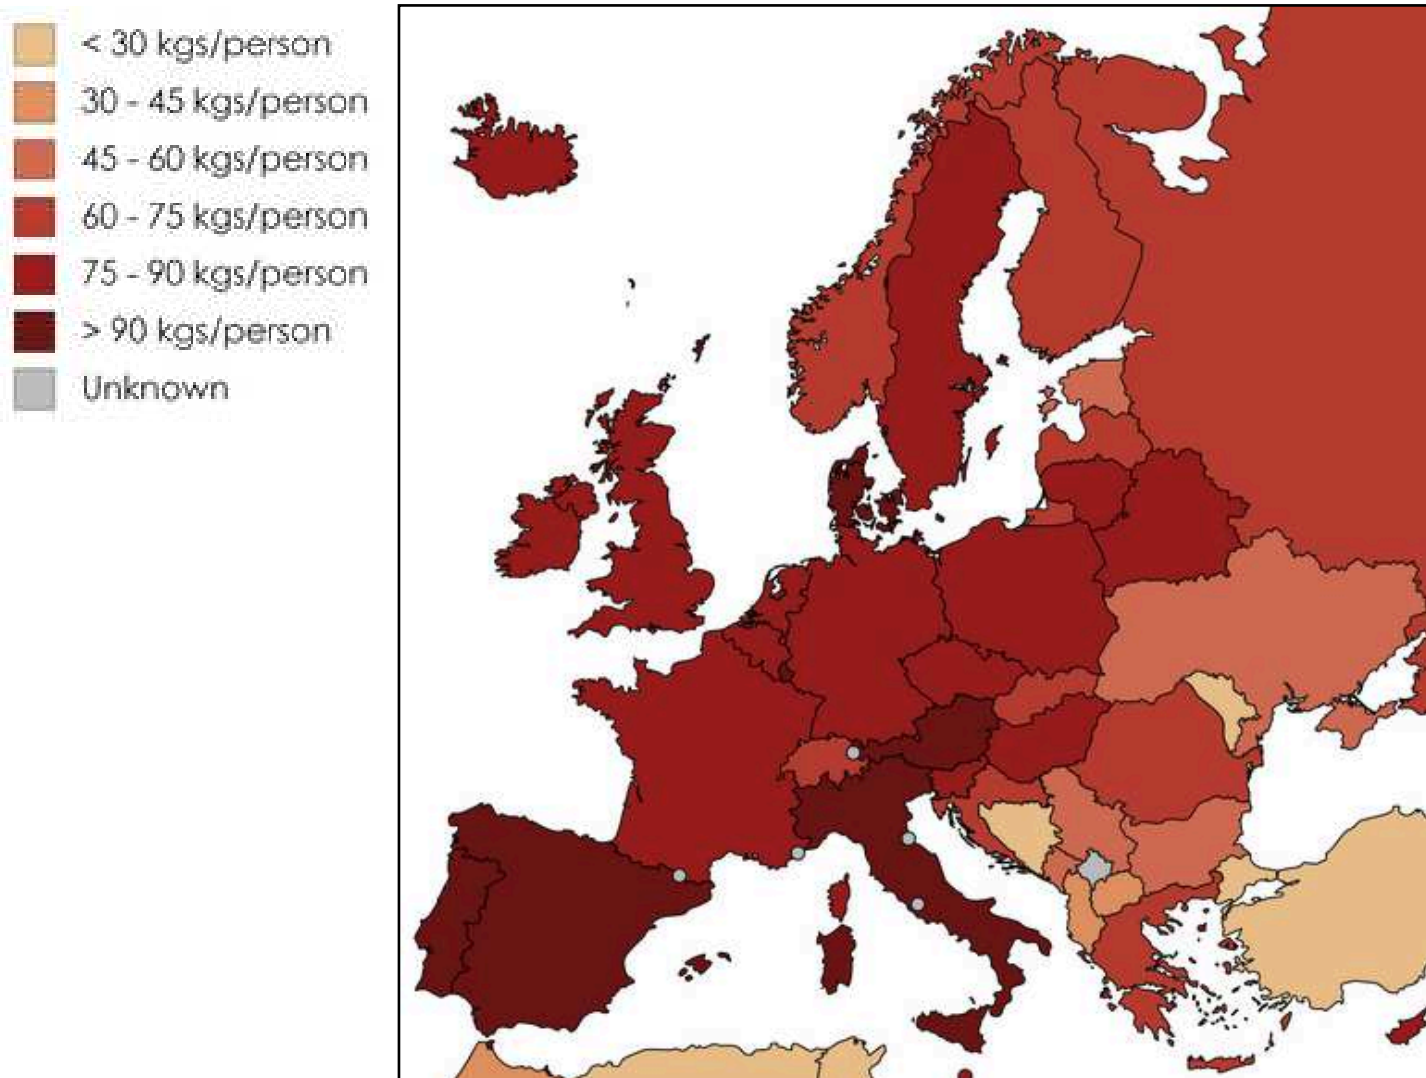 < 30 kgs/person
30 - 45 kgs/person
45 - 60 kgs/person
60 - 75 kgs/person
75 - 90 kgs/person
> 90 kgs/person
Unknown